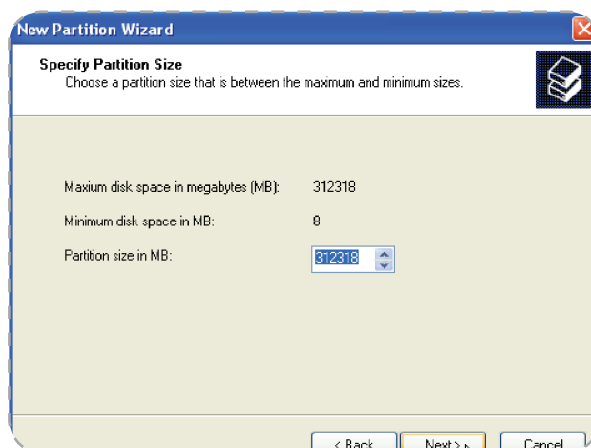 New Partition Wizard
Specify Partition Size
Choose a partition size that is between the maximum and minimum sizes.
Maxium disk space in megabytes (MB): 312318
Minimum disk space in MB: 8
Partition size in MB: 312318
< Back Next > Cancel